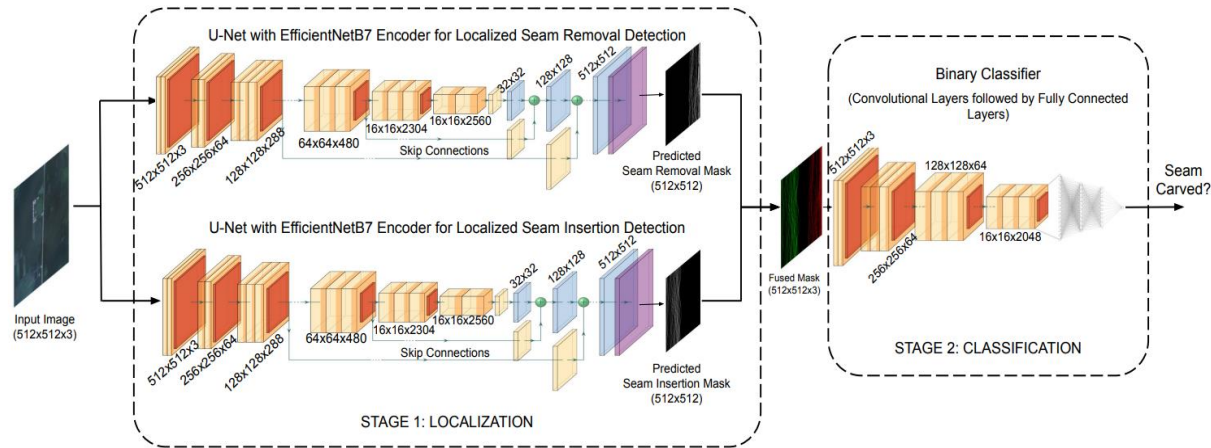 U-Net with EfficientNetB7 Encoder for Localized Seam Removal Detection
512x512x3
256x256x64
128x128x288
64x64x480
16x16x2304
16x16x2560
32x32
128x128
512x512
Skip Connections
Predicted
Seam Removal Mask
(512x512)
Input Image
(512x512x3)
U-Net with EfficientNetB7 Encoder for Localized Seam Insertion Detection
512x512x3
256x256x64
128x128x288
64x64x480
16x16x2304
16x16x2560
32x32
128x128
512x512
Skip Connections
Predicted
Seam Insertion Mask
(512x512)
STAGE 1: LOCALIZATION
Fused Mask
(512x512x3)
Binary Classifier
(Convolutional Layers followed by Fully Connected
Layers)
512x512x3
256x256x64
128x128x64
16x16x2048
STAGE 2: CLASSIFICATION
Seam
Carved?